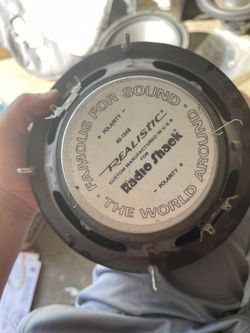 FAMOUS FOR SOUND -
THE WORLD AROUND -
+ POLARITY -
40-1348
REALISTIC®
CUSTOM MANUFACTURED IN U.S.A.
FOR
Radio Shack
- POLARITY +